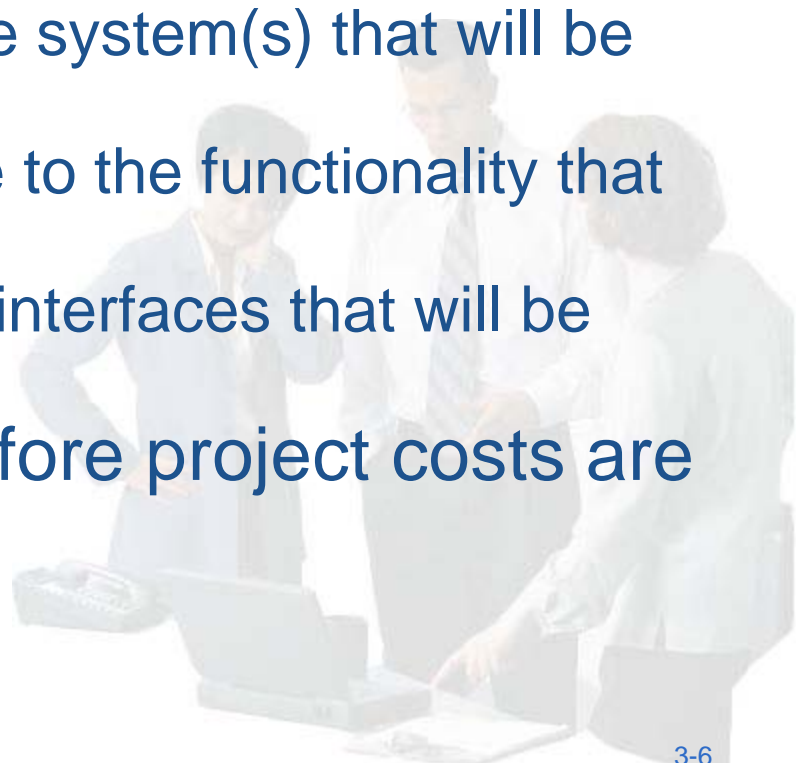 e system(s) that will be
e to the functionality that
interfaces that will be
fore project costs are
3-6